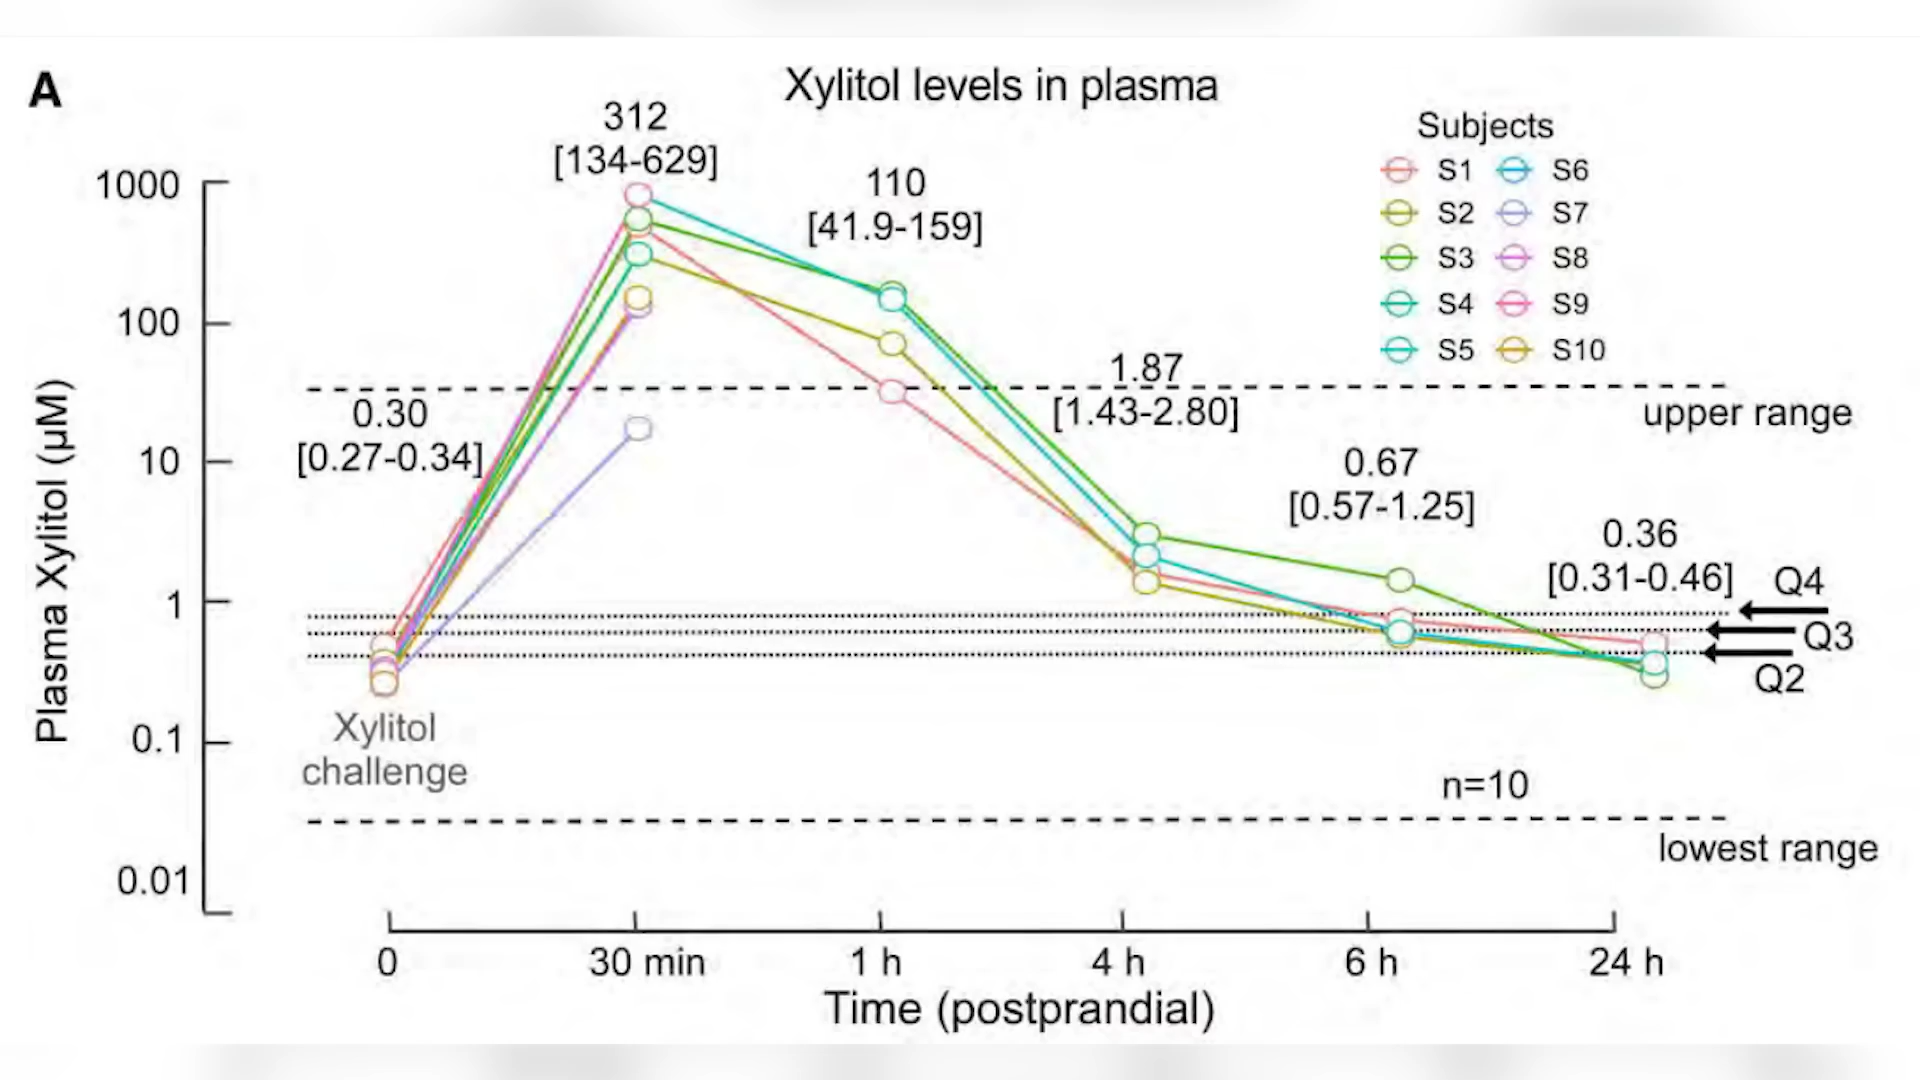 A
Xylitol levels in plasma
312
[134-629]
110
[41.9-159]
Subjects
S1 S6
S2 S7
S3 S8
S4 S9
S5 S10
1000
100
10
1
0.1
0.01
Plasma Xylitol (µM)
0.30
[0.27-0.34]
1.87
[1.43-2.80]
upper range
0.67
[0.57-1.25]
0.36
[0.31-0.46]
Q4
Q3
Q2
Xylitol
challenge
n=10
lowest range
0 30 min 1 h 4 h 6 h 24 h
Time (postprandial)